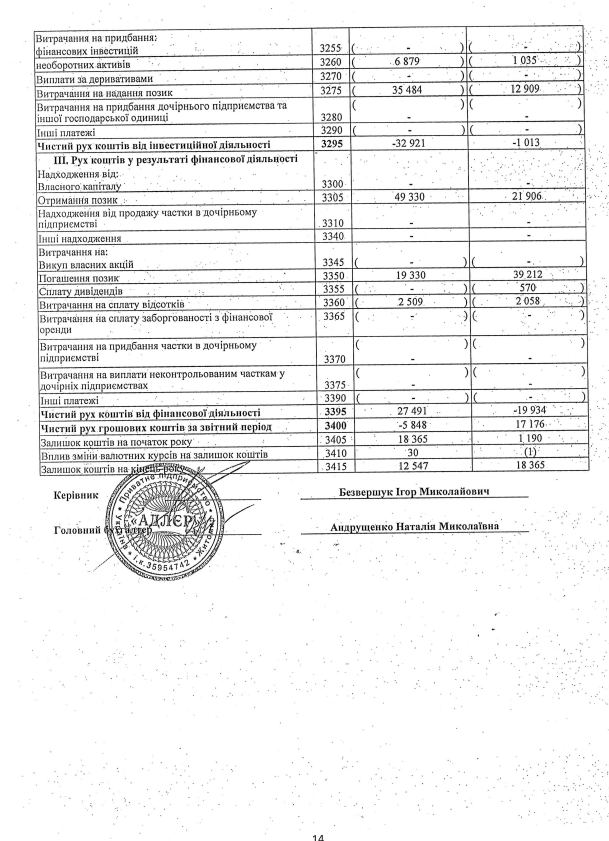 Витрачання на придбання:
фінансових інвестицій 3255 ( - ) ( - )
необоротних активів 3260 ( 6 879 ) ( 1 035 )
Виплати за деривативами 3270 ( - ) ( - )
Витрачання на надання позик 3275 ( 35 484 ) ( 12 909 )
Витрачання на придбання дочірнього підприємства та
іншої господарської одиниці 3280 ( - ) ( - )
Інші платежі 3290 ( - ) ( - )
Чистий рух коштів від інвестиційної діяльності 3295 -32 921 -1 013
III. Рух коштів у результаті фінансової діяльності
Надходження від:
Власного капіталу 3300 - -
Отримання позик 3305 49 330 21 906
Надходження від продажу частки в дочірньому
підприємстві 3310 - -
Інші надходження 3340 - -
Витрачання на:
Викуп власних акцій 3345 ( - ) ( - )
Погашення позик 3350 19 330 39 212
Сплату дивідендів 3355 ( - ) ( 570 )
Витрачання на сплату відсотків 3360 ( 2 509 ) ( 2 058 )
Витрачання на сплату заборгованості з фінансової
оренди 3365 ( - ) ( - )
Витрачання на придбання частки в дочірньому
підприємстві 3370 ( - ) ( - )
Витрачання на виплати неконтрольованим часткам у
дочірніх підприємствах 3375 ( - ) ( - )
Інші платежі 3390 ( - ) ( - )
Чистий рух коштів від фінансової діяльності 3395 27 491 -19 934
Чистий рух грошових коштів за звітний період 3400 -5 848 17 176
Залишок коштів на початок року 3405 18 365 1 190
Вплив зміни валютних курсів на залишок коштів 3410 30 (1)
Залишок коштів на кінець року 3415 12 547 18 365
Керівник Безвершук Ігор Миколайович
Головний бухгалтер Андрущенко Наталія Миколаївна
Приватне підприємство
«АДЛЄР»
Україна
і.к.35954742
14